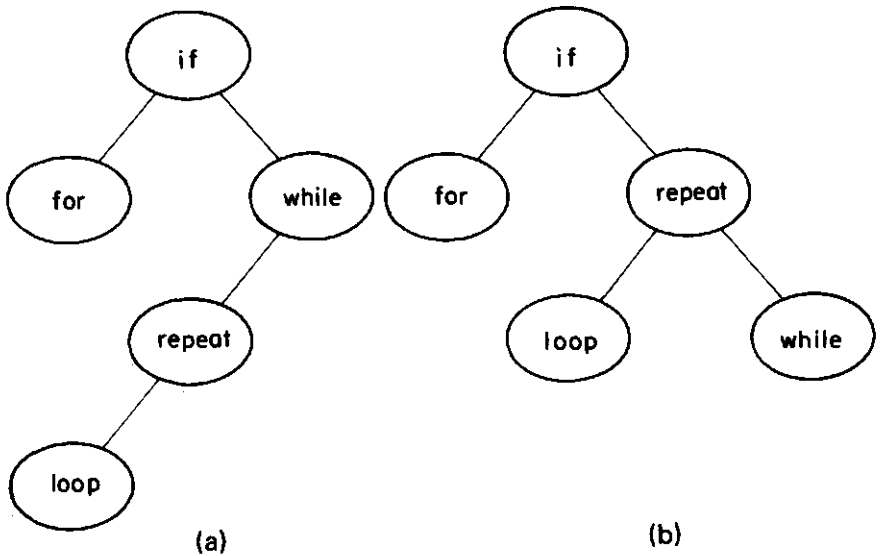 if
for
while
repeat
loop
(a)
if
for
repeat
loop
while
(b)